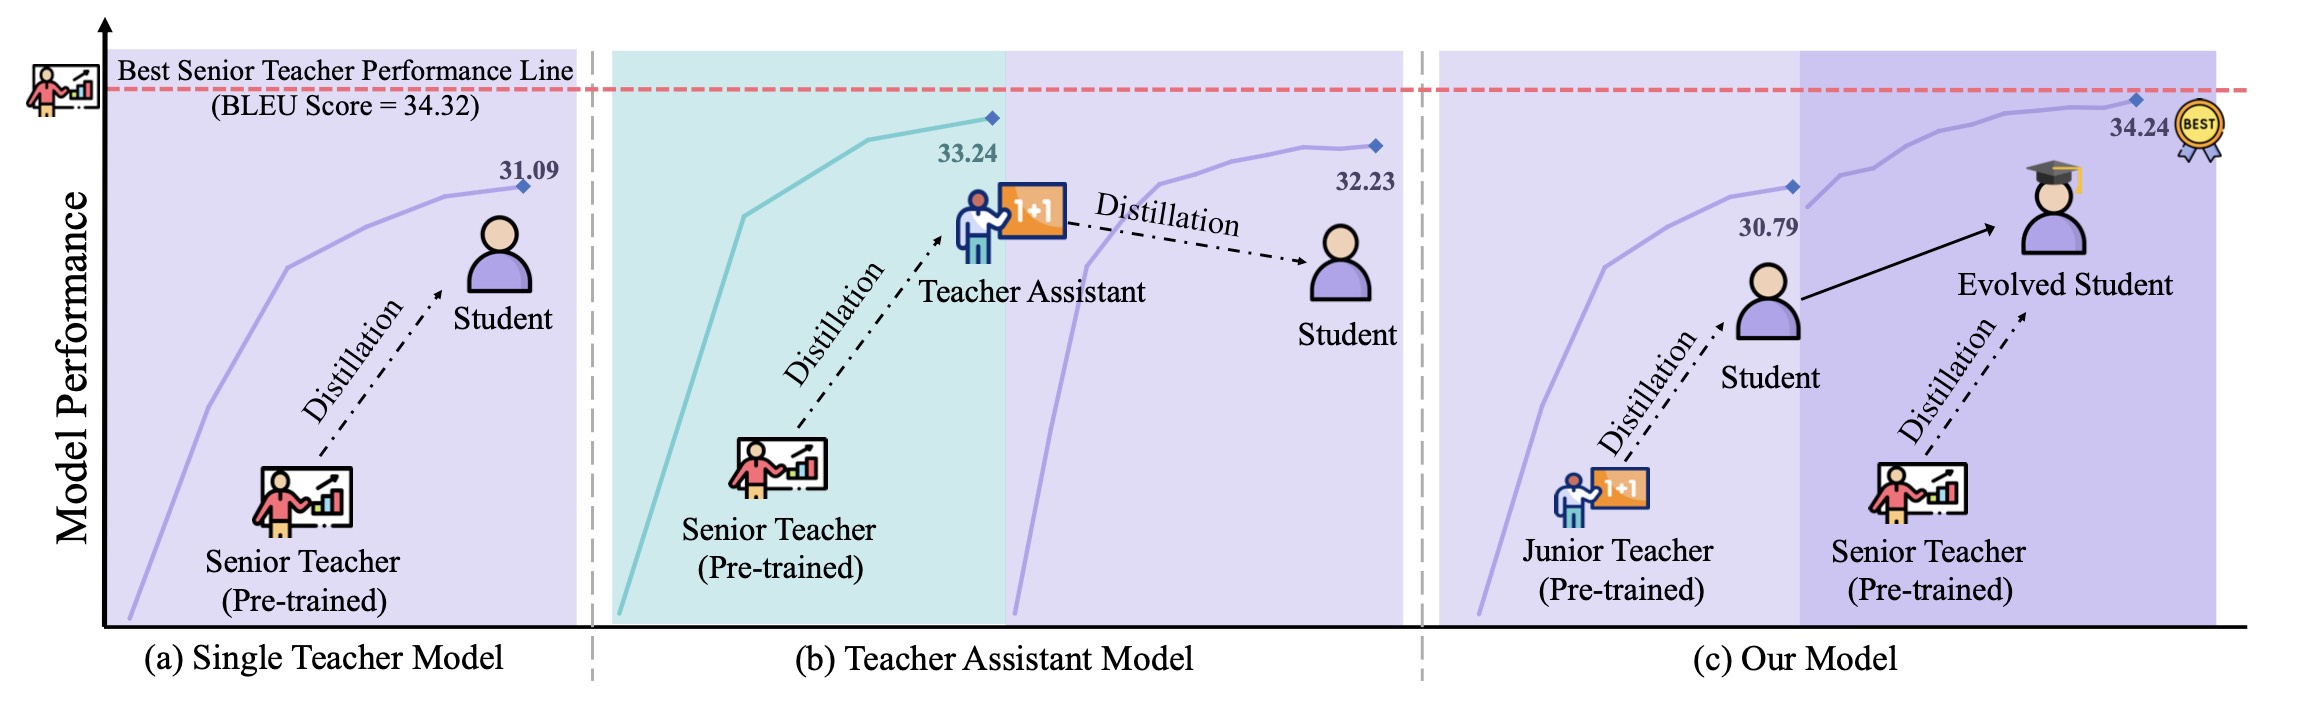 Model Performance
Best Senior Teacher Performance Line
(BLEU Score = 34.32)
31.09
Student
Distillation
Senior Teacher
(Pre-trained)
(a) Single Teacher Model
33.24
1+1
Teacher Assistant
Distillation
Senior Teacher
(Pre-trained)
Distillation
32.23
Student
(b) Teacher Assistant Model
30.79
Student
Distillation
1+1
Junior Teacher
(Pre-trained)
34.24
BEST
Evolved Student
Distillation
Senior Teacher
(Pre-trained)
(c) Our Model